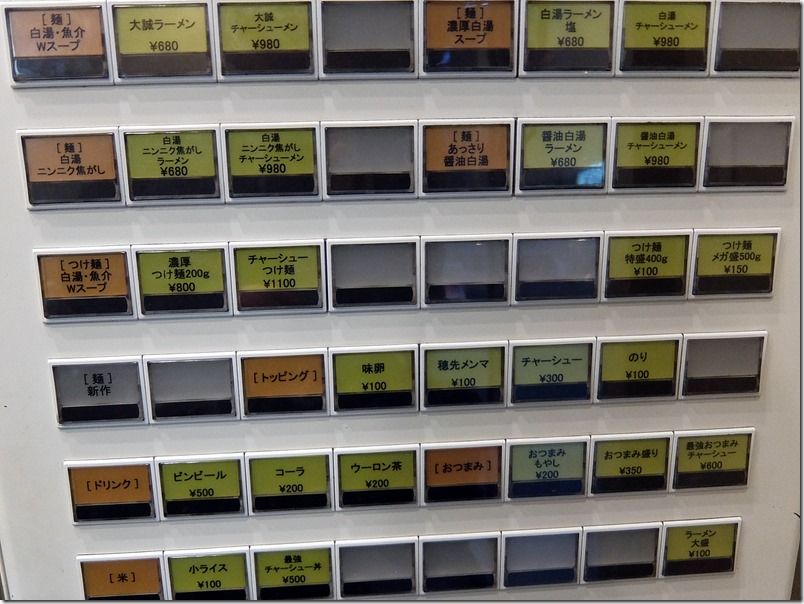 [ 麺 ]
白湯・魚介
Wスープ
大誠ラーメン
¥680
大誠
チャーシューメン
¥980
[ 麺 ]
濃厚白湯
スープ
白湯ラーメン
塩
¥680
白湯
チャーシューメン
¥980
[ 麺 ]
白湯
ニンニク焦がし
白湯
ニンニク焦がし
ラーメン
¥680
白湯
ニンニク焦がし
チャーシューメン
¥980
[ 麺 ]
あっさり
醤油白湯
醤油白湯
ラーメン
¥680
醤油白湯
チャーシューメン
¥980
[ つけ麺 ]
白湯・魚介
Wスープ
濃厚
つけ麺200g
¥800
チャーシュー
つけ麺
¥1100
つけ麺
特盛400g
¥100
つけ麺
メガ盛500g
¥150
[ 麺 ]
新作
[ トッピング ]
味卵
¥100
穂先メンマ
¥100
チャーシュー
¥300
のり
¥100
[ ドリンク ]
ビンビール
¥500
コーラ
¥200
ウーロン茶
¥200
[ おつまみ ]
おつまみ
もやし
¥200
おつまみ盛り
¥350
最強おつまみ
チャーシュー
¥600
[ 米 ]
小ライス
¥100
最強
チャーシュー丼
¥500
ラーメン
大盛
¥100